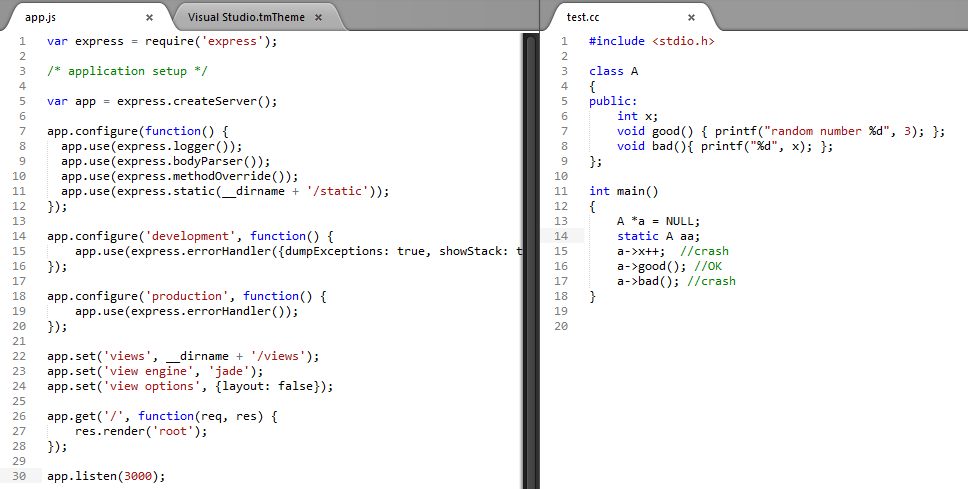 app.js ×
Visual Studio.tmTheme ×
1 var express = require('express');
2
3 /* application setup */
4
5 var app = express.createServer();
6
7 app.configure(function() {
8   app.use(express.logger());
9   app.use(express.bodyParser());
10   app.use(express.methodOverride());
11   app.use(express.static(__dirname + '/static'));
12 });
13
14 app.configure('development', function() {
15     app.use(express.errorHandler({dumpExceptions: true, showStack: t
16 });
17
18 app.configure('production', function() {
19     app.use(express.errorHandler());
20 });
21
22 app.set('views', __dirname + '/views');
23 app.set('view engine', 'jade');
24 app.set('view options', {layout: false});
25
26 app.get('/', function(req, res) {
27     res.render('root');
28 });
29
30 app.listen(3000);
test.cc ×
1 #include <stdio.h>
2
3 class A
4 {
5 public:
6     int x;
7     void good() { printf("random number %d", 3); };
8     void bad(){ printf("%d", x); };
9 };
10
11 int main()
12 {
13     A *a = NULL;
14     static A aa;
15     a->x++;  //crash
16     a->good(); //OK
17     a->bad(); //crash
18 }
19
20